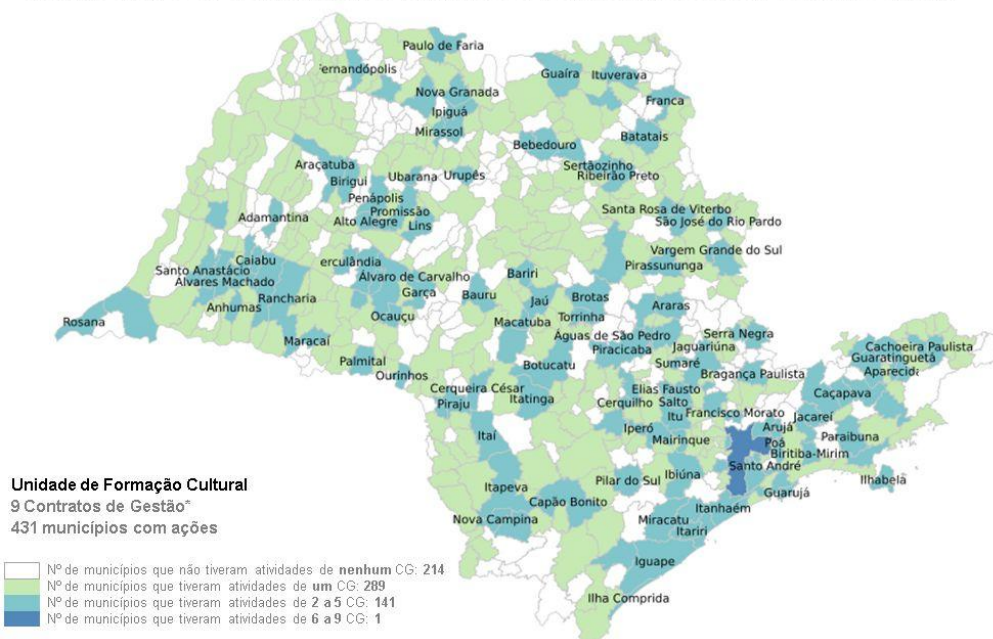 Paulo de Faria
ernandópolis
Guaíra
Ituverava
Nova Granada
Franca
Ipiguá
Mirassol
Batatais
Bebedouro
Araçatuba
Sertãozinho
Ubarana
Urupês
Ribeirão Preto
Birigui
Penápolis
Adamantina
Promissão
Santa Rosa de Viterbo
Alto Alegre
São José do Rio Pardo
Lins
Vargem Grande do Sul
Caiabu
erculândia
Pirassununga
Santo Anastácio
Álvaro de Carvalho
Bariri
Álvares Machado
Garça
Bauru
Brotas
Rancharia
Jaú
Araras
Anhumas
Ocauçu
Macatuba
Torrinha
Rosana
Águas de São Pedro
Serra Negra
Maracaí
Piracicaba
Jaguariúna
Cachoeira Paulista
Palmital
Botucatu
Sumaré
Guaratinguetá
Ourinhos
Bragança Paulista
Aparecida
Cerqueira César
Elias Fausto
Caçapava
Piraju
Itatinga
Cerquilho
Salto
Itu
Francisco Morato
Jacareí
Itaí
Iperó
Arujá
Mairinque
Poá
Paraibuna
Biritiba-Mirim
Santo André
Itapeva
Pilar do Sul
Ibiúna
Ilhabela
Capão Bonito
Guarujá
Nova Campina
Itanhaém
Miracatu
Itariri
Iguape
Ilha Comprida
Unidade de Formação Cultural
9 Contratos de Gestão*
431 municípios com ações
Nº de municípios que não tiveram atividades de nenhum CG: 214
Nº de municípios que tiveram atividades de um CG: 289
Nº de municípios que tiveram atividades de 2 a 5 CG: 141
Nº de municípios que tiveram atividades de 6 a 9 CG: 1